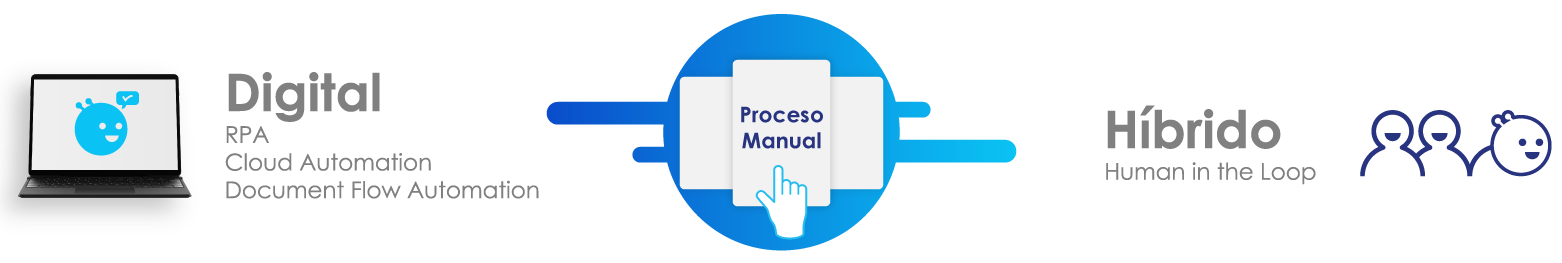 Digital
RPA
Cloud Automation
Document Flow Automation
Proceso
Manual
Híbrido
Human in the Loop